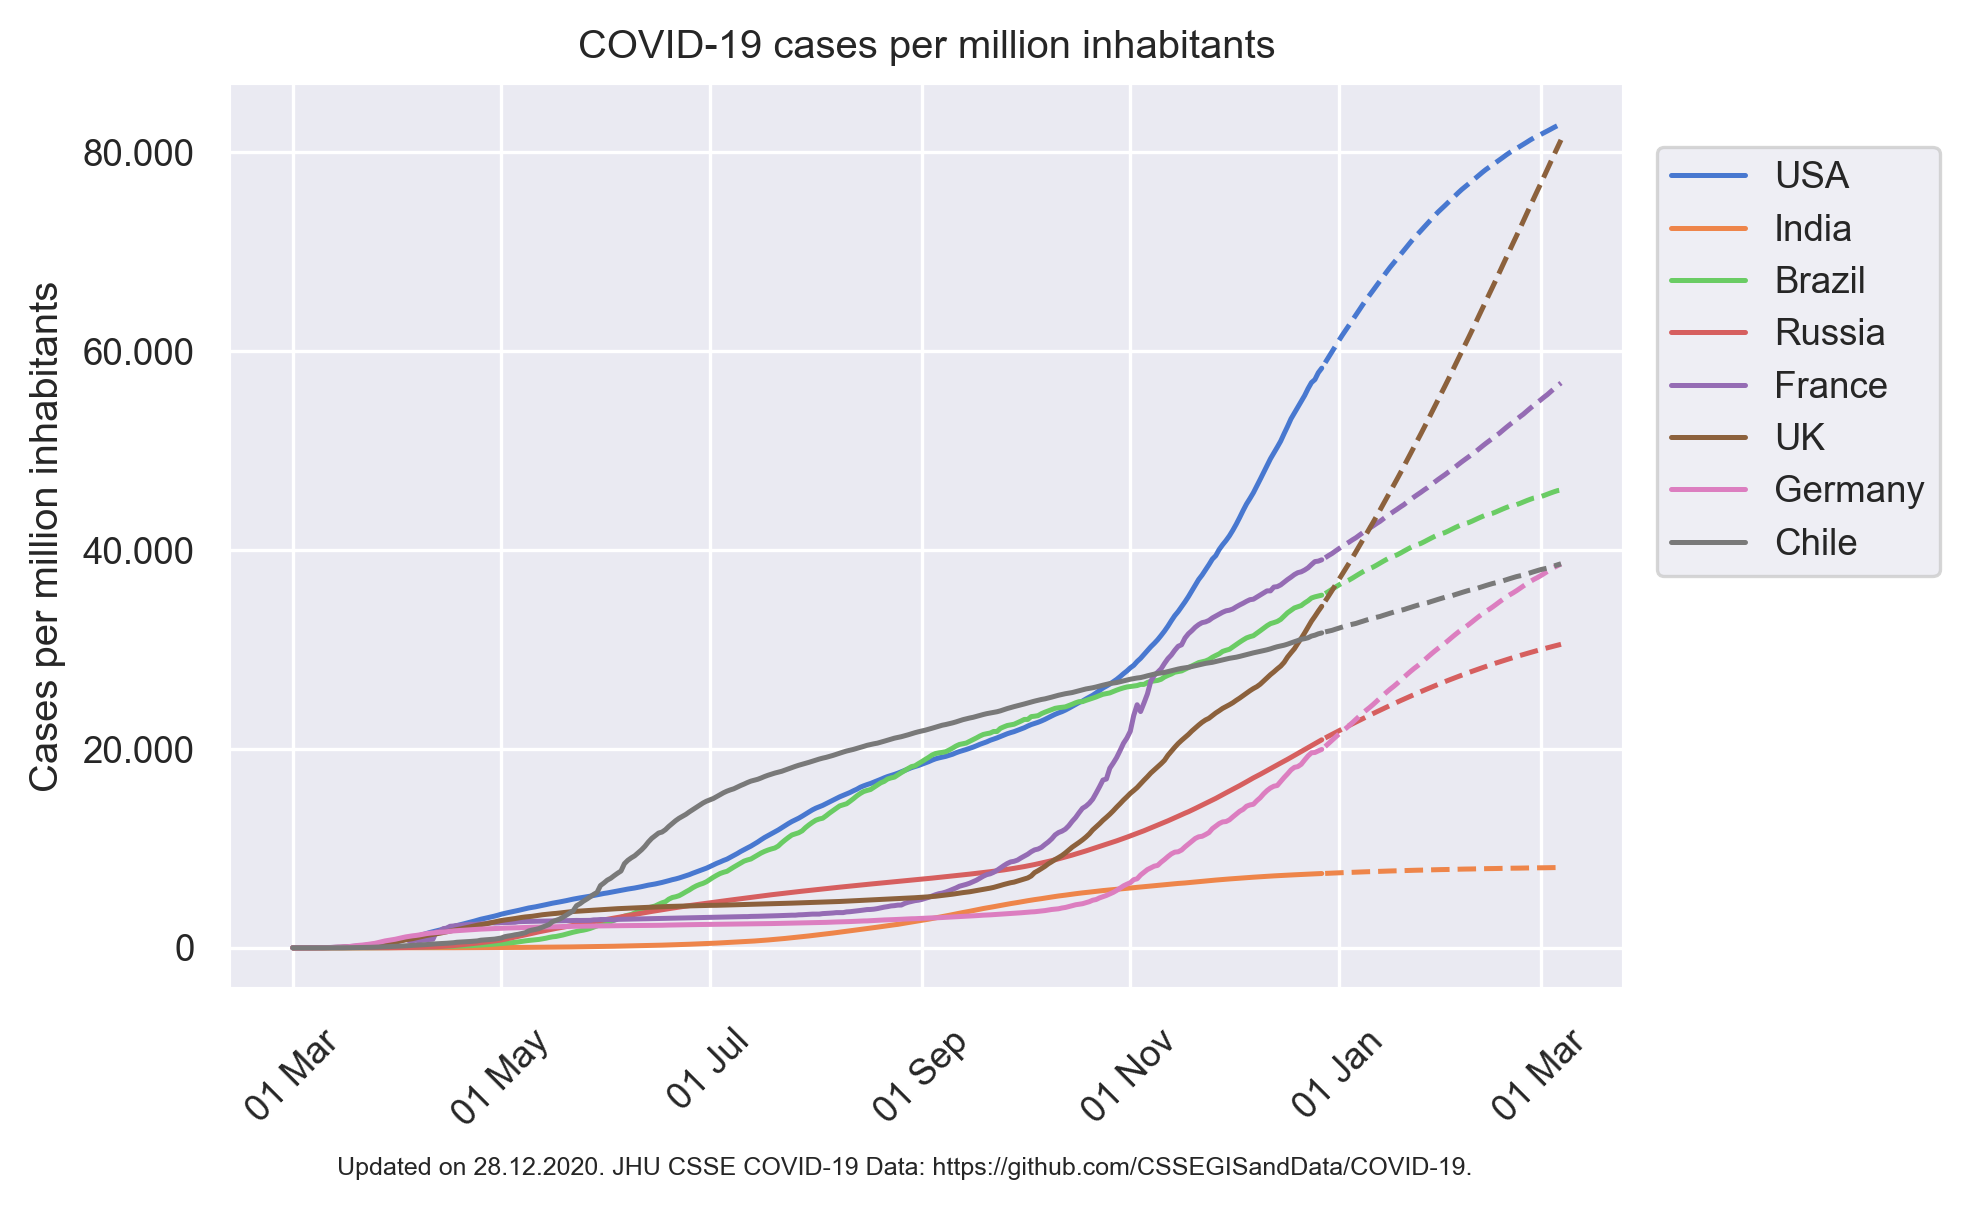 COVID-19 cases per million inhabitants
Cases per million inhabitants
80.000
60.000
40.000
20.000
0
01 Mar
01 May
01 Jul
01 Sep
01 Nov
01 Jan
01 Mar
USA
India
Brazil
Russia
France
UK
Germany
Chile
Updated on 28.12.2020. JHU CSSE COVID-19 Data: https://github.com/CSSEGISandData/COVID-19.